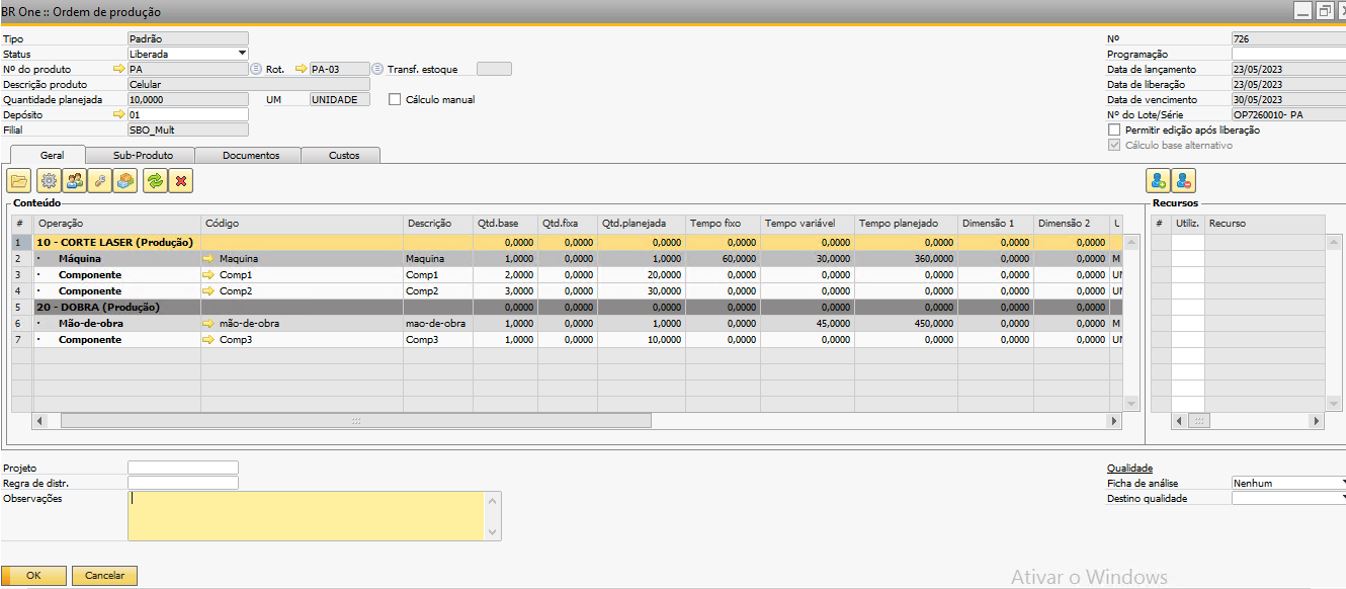 BR One :: Ordem de produção
Tipo Padrão Nº 726
Status Liberada Programação
Nº do produto PA Rot. PA-03 Transf. estoque Data de lançamento 23/05/2023
Descrição produto Celular Data de liberação 23/05/2023
Quantidade planejada 10,0000 UM UNIDADE Cálculo manual Data de vencimento 30/05/2023
Depósito 01 Nº do Lote/Série OP7260010- PA
Filial SBO_Mult Permitir edição após liberação
Cálculo base alternativo
Geral Sub-Produto Documentos Custos
Conteúdo Recursos
# Operação Código Descrição Qtd.base Qtd.fixa Qtd.planejada Tempo fixo Tempo variável Tempo planejado Dimensão 1 Dimensão 2 U # Utiliz. Recurso
1 10 - CORTE LASER (Produção) 0,0000 0,0000 0,0000 0,0000 0,0000 0,0000 0,0000 0,0000
2 · Máquina Maquina Maquina 1,0000 0,0000 1,0000 60,0000 30,0000 360,0000 0,0000 0,0000 M
3 · Componente Comp1 Comp1 2,0000 0,0000 20,0000 0,0000 0,0000 0,0000 0,0000 0,0000 UN
4 · Componente Comp2 Comp2 3,0000 0,0000 30,0000 0,0000 0,0000 0,0000 0,0000 0,0000 UN
5 20 - DOBRA (Produção) 0,0000 0,0000 0,0000 0,0000 0,0000 0,0000 0,0000 0,0000
6 · Mão-de-obra mão-de-obra mao-de-obra 1,0000 0,0000 1,0000 0,0000 45,0000 450,0000 0,0000 0,0000 M
7 · Componente Comp3 Comp3 1,0000 0,0000 10,0000 0,0000 0,0000 0,0000 0,0000 0,0000 UN
Projeto Qualidade
Regra de distr. Ficha de análise Nenhum
Observações Destino qualidade
OK Cancelar
Ativar o Windows